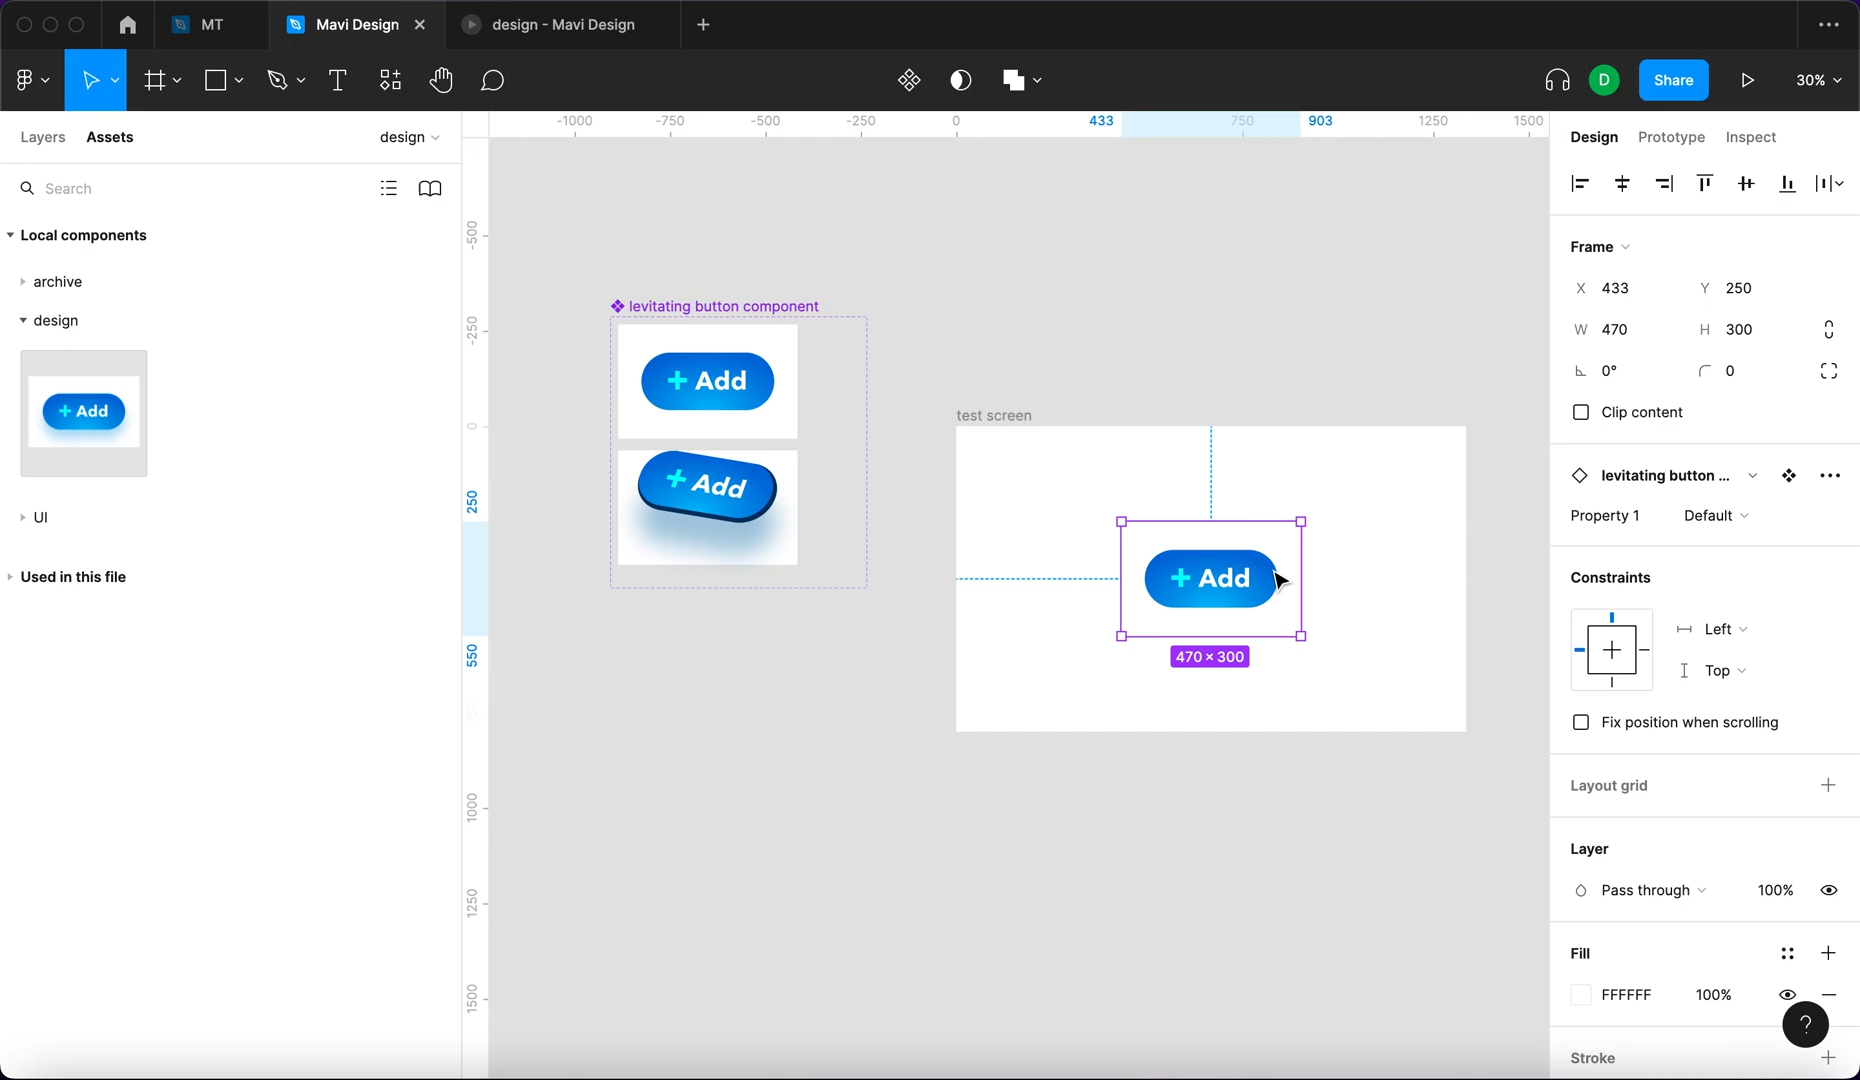 MT
Mavi Design
design - Mavi Design
D
Share
30%
Layers
Assets
design
Search
Local components
archive
design
+ Add
UI
Used in this file
-1000
-750
-500
-250
0
433
750
903
1250
1500
-500
-250
0
250
550
750
1000
1250
1500
levitating button component
+ Add
+ Add
test screen
+ Add
470 × 300
Design
Prototype
Inspect
Frame
X 433
Y 250
W 470
H 300
0°
0
Clip content
levitating button ...
Property 1
Default
Constraints
Left
Top
Fix position when scrolling
Layout grid
Layer
Pass through
100%
Fill
FFFFFF
100%
?
Stroke